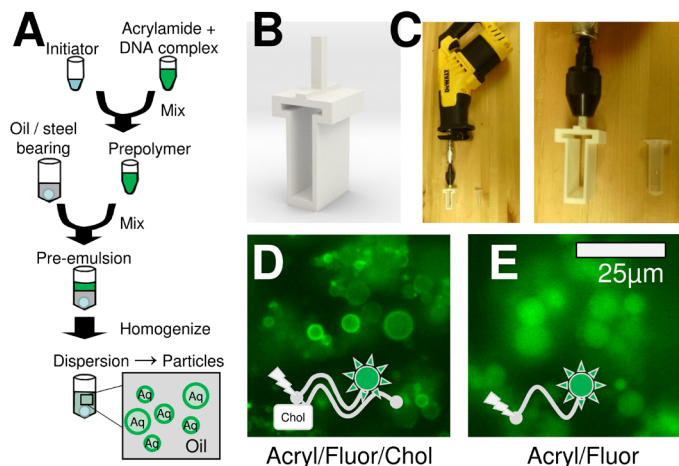 A
Initiator
Acrylamide +
DNA complex
Mix
Oil / steel
bearing
Prepolymer
Mix
Pre-emulsion
Homogenize
Dispersion → Particles
Aq
Aq
Aq
Aq
Aq
Aq
Oil
B
C
DEWALT
D
Chol
Acryl/Fluor/Chol
E
25μm
Acryl/Fluor